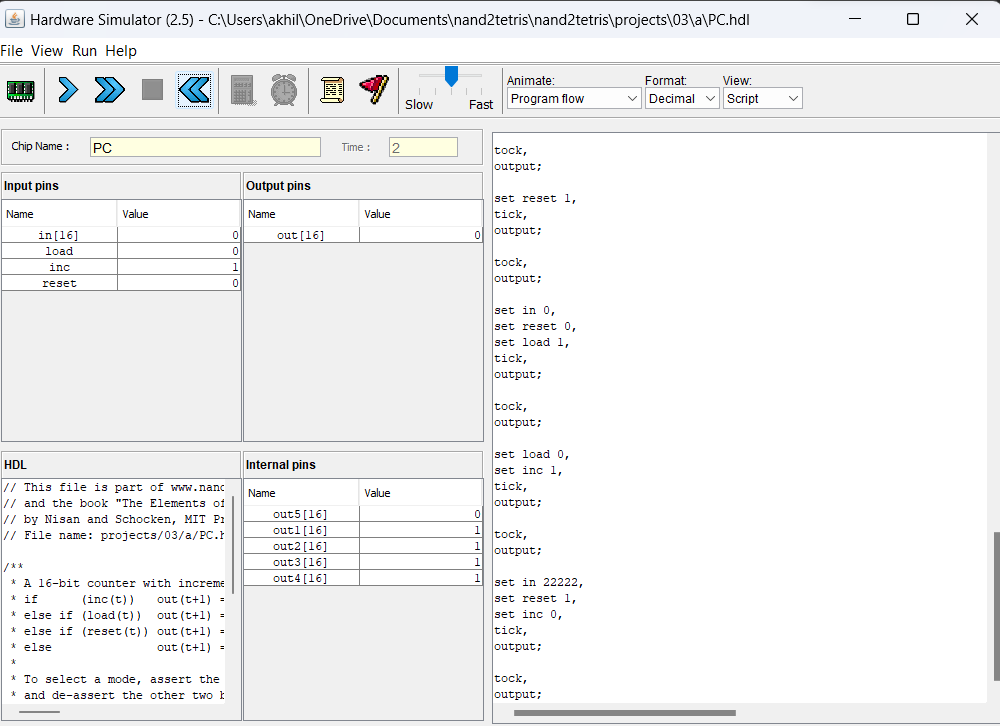 Hardware Simulator (2.5) - C:\Users\akhil\OneDrive\Documents\nand2tetris\nand2tetris\projects\03\a\PC.hdl
File View Run Help
Slow Fast
Animate:
Program flow
Format:
Decimal
View:
Script
Chip Name : PC Time : 2
Input pins
Name Value
in[16] 0
load 0
inc 1
reset 0
Output pins
Name Value
out[16] 0
HDL
// This file is part of www.nanc
// and the book "The Elements of
// by Nisan and Schocken, MIT Pr
// File name: projects/03/a/PC.h
/**
* A 16-bit counter with increme
* if (inc(t)) out(t+1) =
* else if (load(t)) out(t+1) =
* else if (reset(t)) out(t+1) =
* else out(t+1) =
*
* To select a mode, assert the
* and de-assert the other two b
Internal pins
Name Value
out5[16] 0
out1[16] 1
out2[16] 1
out3[16] 1
out4[16] 1
tock,
output;
set reset 1,
tick,
output;
tock,
output;
set in 0,
set reset 0,
set load 1,
tick,
output;
tock,
output;
set load 0,
set inc 1,
tick,
output;
tock,
output;
set in 22222,
set reset 1,
set inc 0,
tick,
output;
tock,
output;